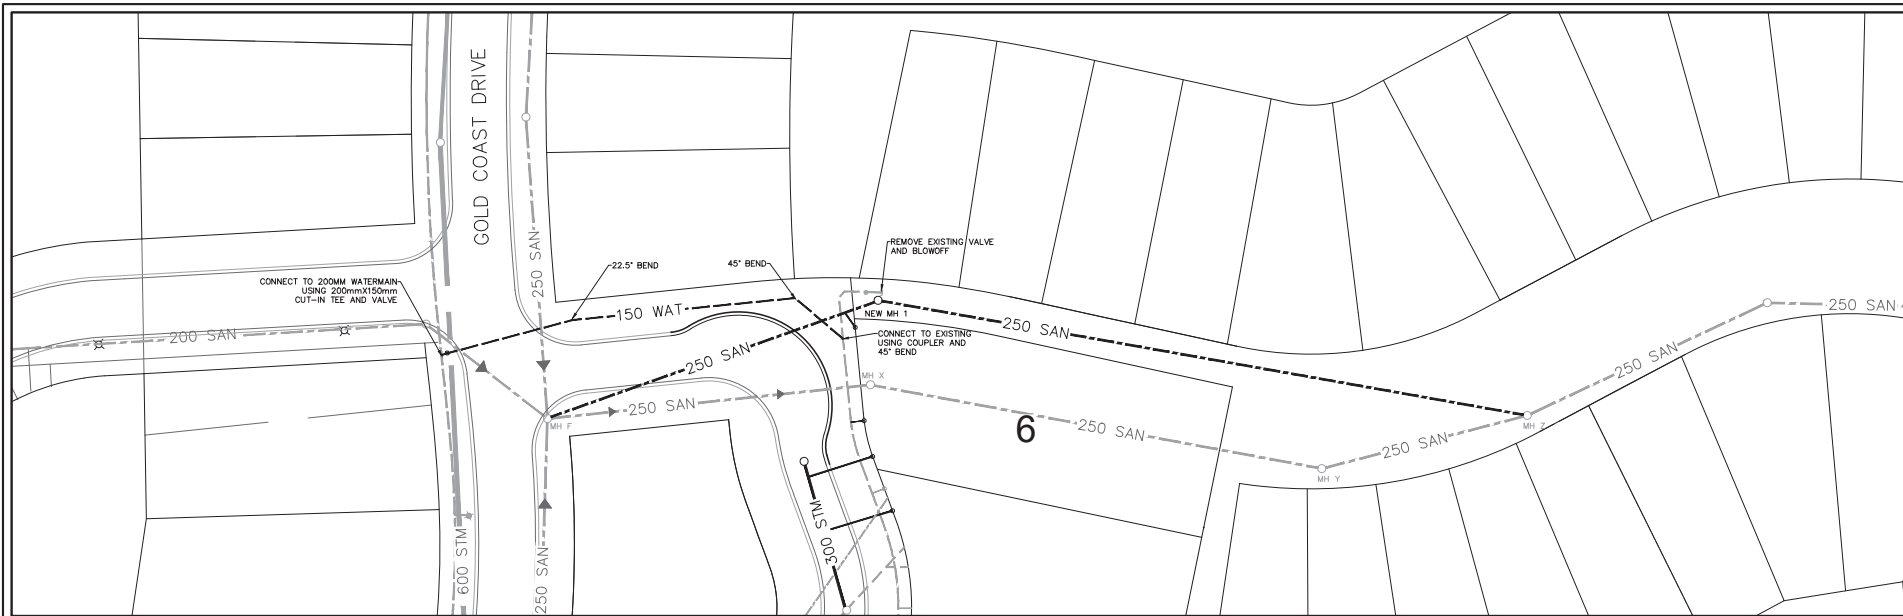 GOLD COAST DRIVE
REMOVE EXISTING VALVE
AND BLOWOFF
22.5° BEND
45° BEND
CONNECT TO 200MM WATERMAIN
USING 200mmX150mm
CUT-IN TEE AND VALVE
250 SAN
150 WAT
NEW MH 1
250 SAN
250 SAN
200 SAN
CONNECT TO EXISTING
USING COUPLER AND
45° BEND
250 SAN
250 SAN
MH X
250 SAN
MH F
6
250 SAN
MH Z
250 SAN
MH Y
300 STM
600 STM
250 SAN